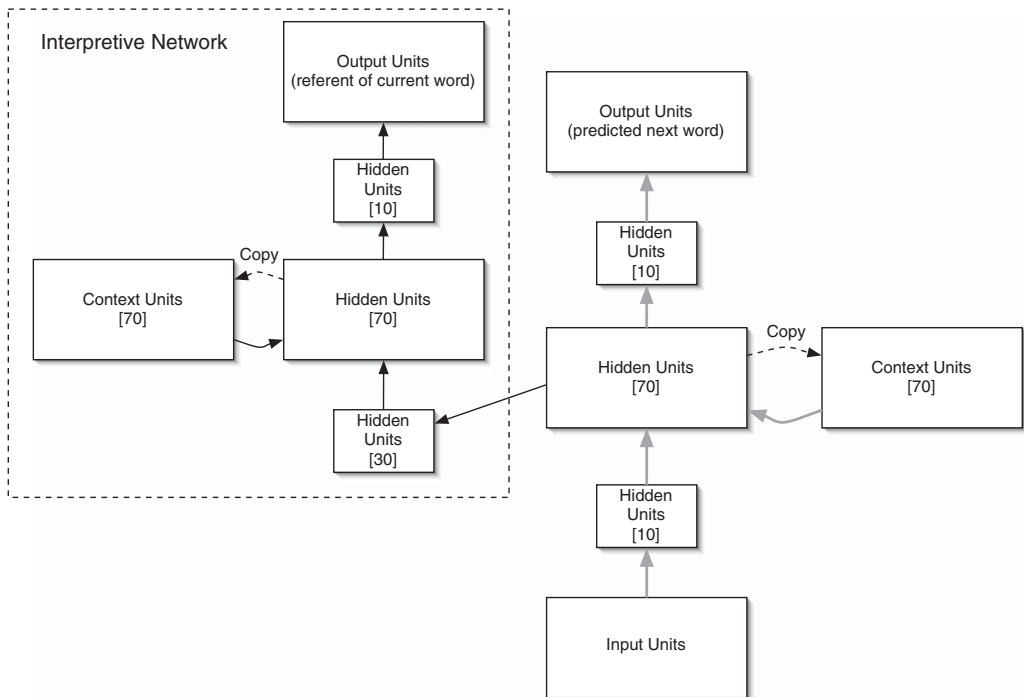 Interpretive Network
Output Units
(referent of current word)
Hidden
Units
[10]
Copy
Context Units
[70]
Hidden Units
[70]
Hidden
Units
[30]
Output Units
(predicted next word)
Hidden
Units
[10]
Copy
Hidden Units
[70]
Context Units
[70]
Hidden
Units
[10]
Input Units